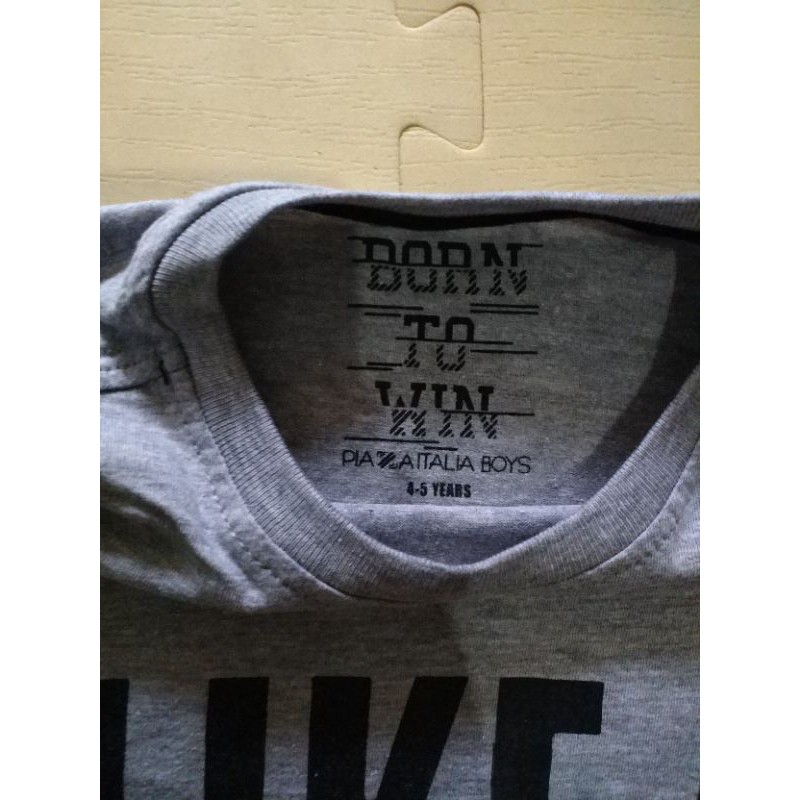 BORN
TO
WIN
PIAZZA ITALIA BOYS
4-5 YEARS